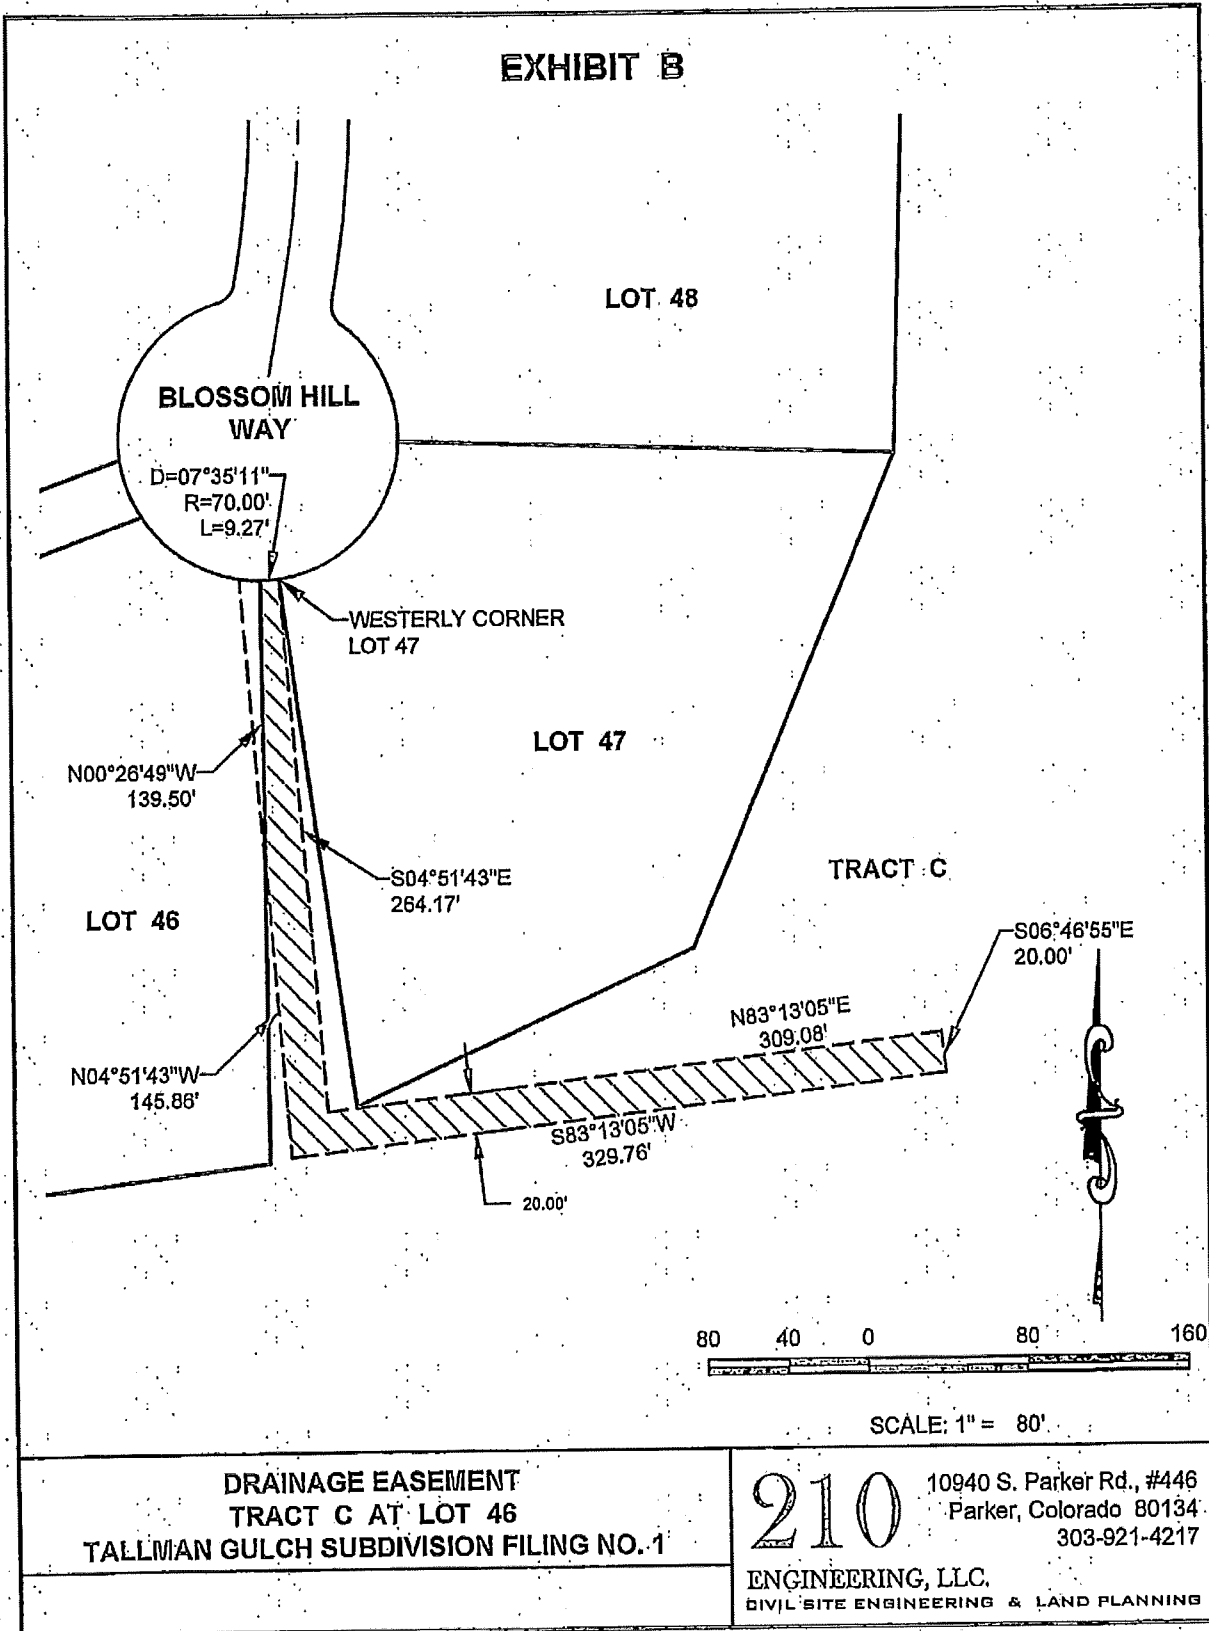 EXHIBIT B
LOT 48
BLOSSOM HILL
WAY
D=07°35'11"
R=70.00'
L=9.27'
WESTERLY CORNER
LOT 47
LOT 47
N00°26'49"W
139.50'
S04°51'43"E
264.17'
TRACT C
LOT 46
S06°46'55"E
20.00'
N83°13'05"E
309.08'
N04°51'43"W
145.86'
S83°13'05"W
329.76'
20.00'
80 40 0 80 160
SCALE: 1" = 80'
DRAINAGE EASEMENT
TRACT C AT LOT 46
TALLMAN GULCH SUBDIVISION FILING NO. 1
210
10940 S. Parker Rd., #446
Parker, Colorado 80134
303-921-4217
ENGINEERING, LLC.
CIVIL SITE ENGINEERING & LAND PLANNING